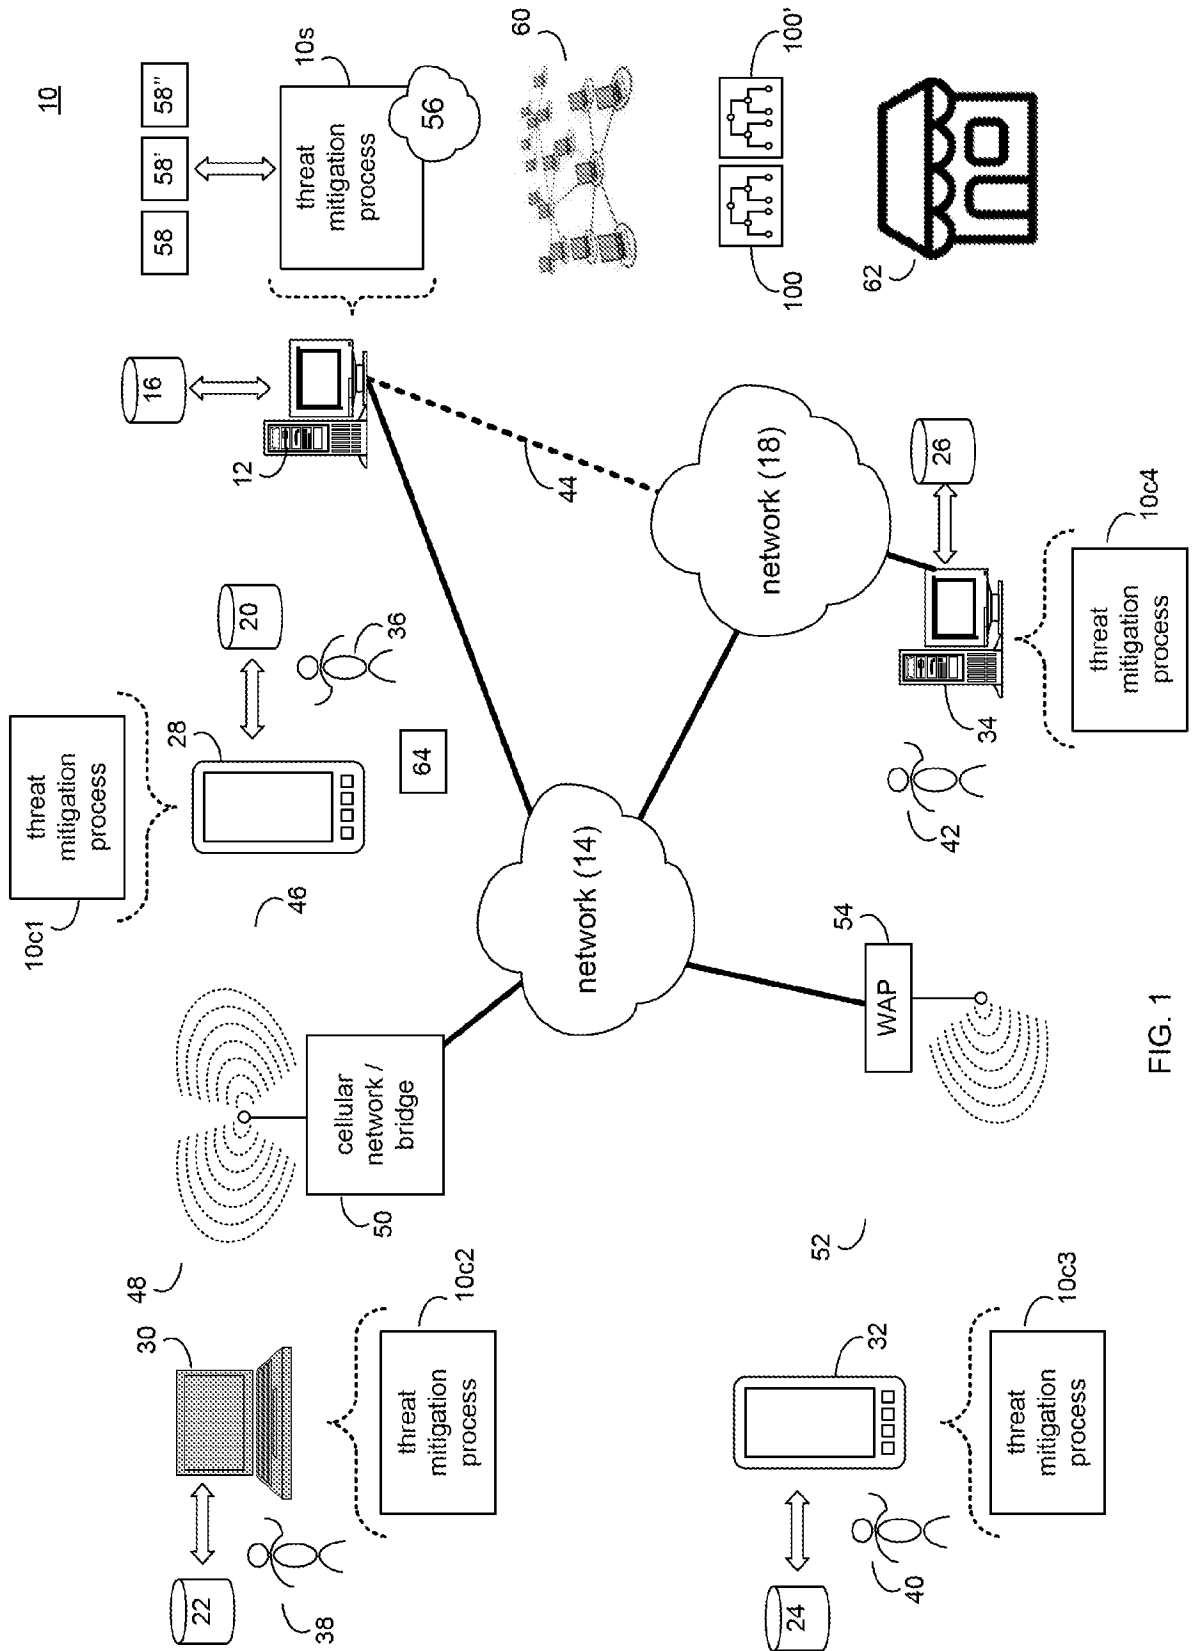 10
58
58'
58"
10s
threat
mitigation
process
56
60
100
100'
62
16
12
44
network (18)
26
34
42
10c4
threat
mitigation
process
10c1
threat
mitigation
process
28
20
36
64
46
network (14)
54
WAP
cellular
network /
bridge
50
48
30
22
38
10c2
threat
mitigation
process
52
32
24
40
10c3
threat
mitigation
process
FIG. 1